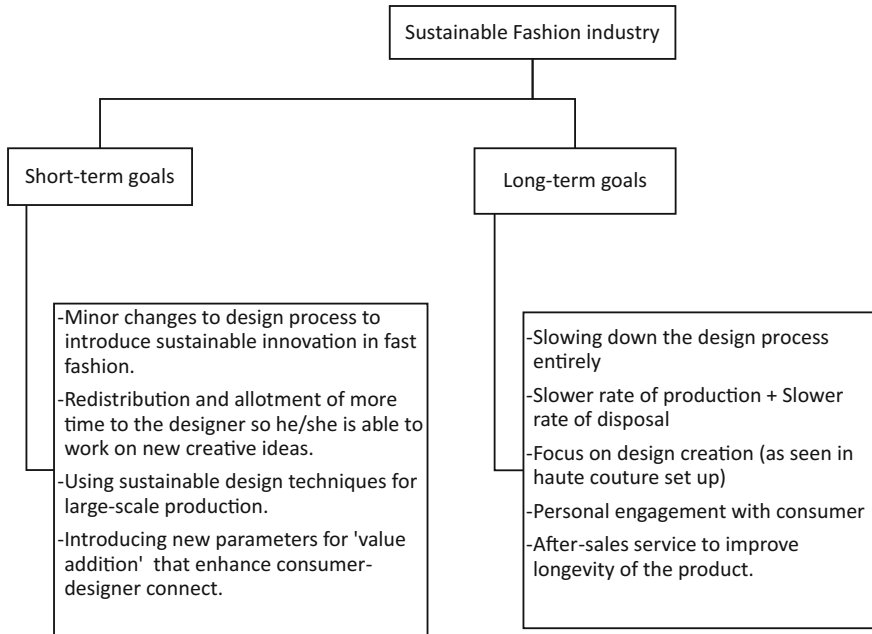 Sustainable Fashion industry
Short-term goals
Long-term goals
-Minor changes to design process to
introduce sustainable innovation in fast
fashion.
-Redistribution and allotment of more
time to the designer so he/she is able to
work on new creative ideas.
-Using sustainable design techniques for
large-scale production.
-Introducing new parameters for 'value
addition' that enhance consumer-
designer connect.
-Slowing down the design process
entirely
-Slower rate of production + Slower
rate of disposal
-Focus on design creation (as seen in
haute couture set up)
-Personal engagement with consumer
-After-sales service to improve
longevity of the product.